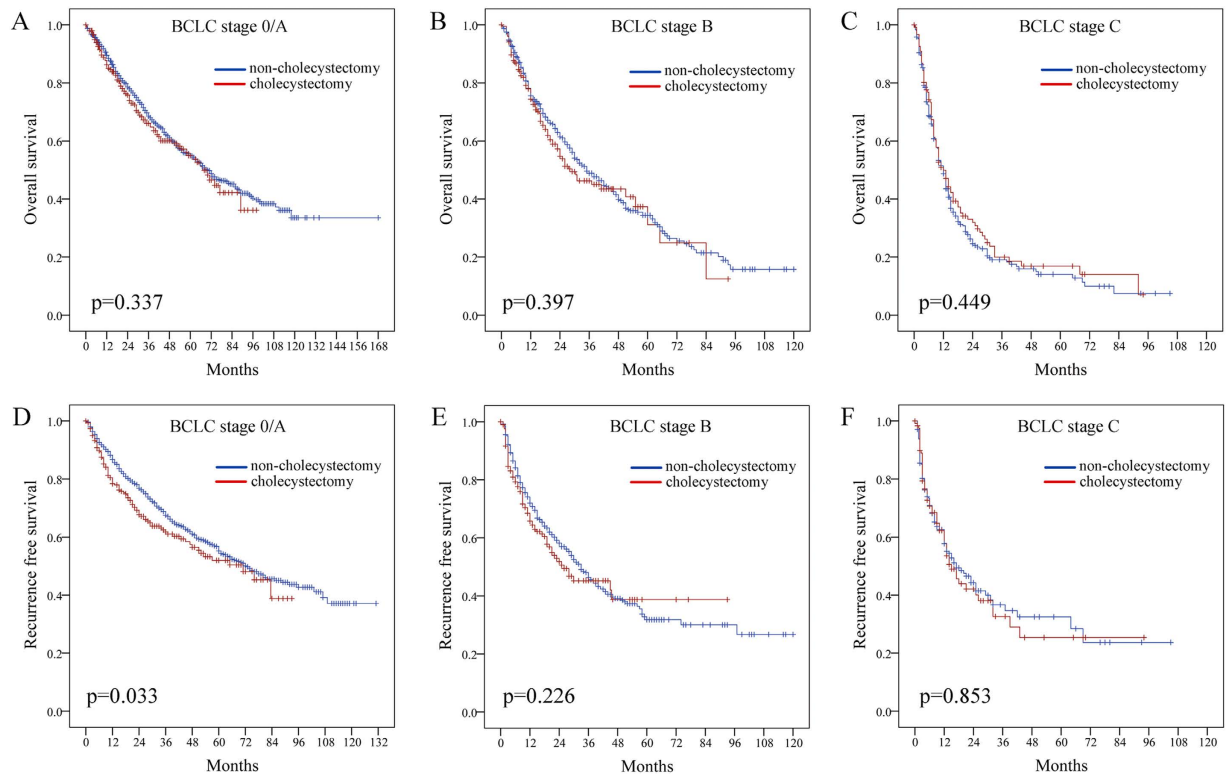 A
BCLC stage 0/A
non-cholecystectomy
cholecystectomy
Overall survival
1.0
0.8
0.6
0.4
0.2
0.0
p=0.337
0 12 24 36 48 60 72 84 96 108 120 132 144 156 168
Months
B
BCLC stage B
non-cholecystectomy
cholecystectomy
Overall survival
1.0
0.8
0.6
0.4
0.2
0.0
p=0.397
0 12 24 36 48 60 72 84 96 108 120
Months
C
BCLC stage C
non-cholecystectomy
cholecystectomy
Overall survival
1.0
0.8
0.6
0.4
0.2
0.0
p=0.449
0 12 24 36 48 60 72 84 96 108 120
Months
D
BCLC stage 0/A
non-cholecystectomy
cholecystectomy
Recurrence free survival
1.0
0.8
0.6
0.4
0.2
0.0
p=0.033
0 12 24 36 48 60 72 84 96 108 120 132
Months
E
BCLC stage B
non-cholecystectomy
cholecystectomy
Recurrence free survival
1.0
0.8
0.6
0.4
0.2
0.0
p=0.226
0 12 24 36 48 60 72 84 96 108 120
Months
F
BCLC stage C
non-cholecystectomy
cholecystectomy
Recurrence free survival
1.0
0.8
0.6
0.4
0.2
0.0
p=0.853
0 12 24 36 48 60 72 84 96 108 120
Months